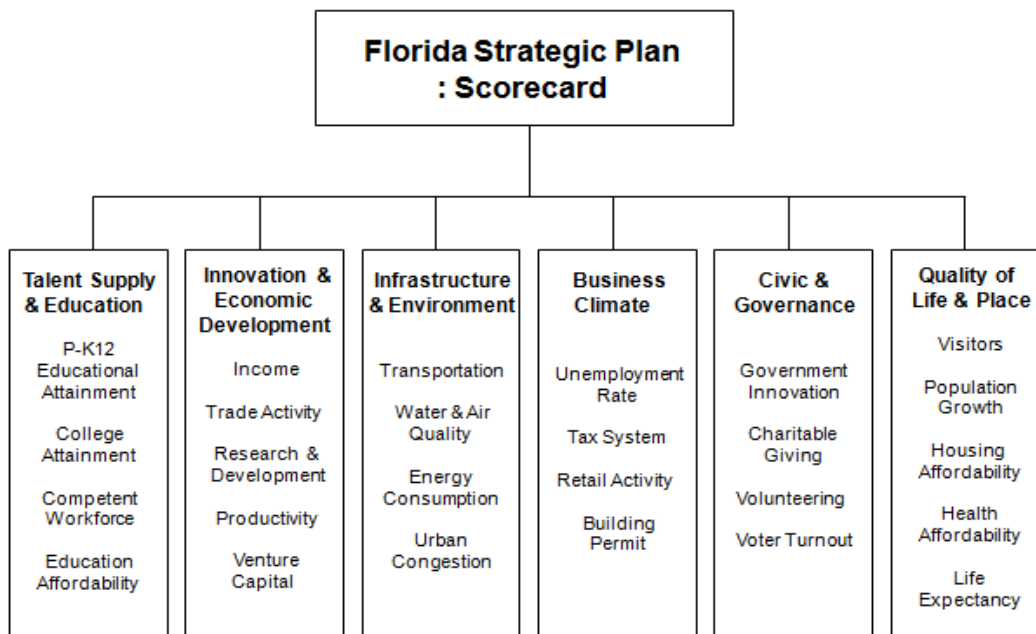 Florida Strategic Plan
: Scorecard
Talent Supply
& Education
P-K12
Educational
Attainment
College
Attainment
Competent
Workforce
Education
Affordability
Innovation &
Economic
Development
Income
Trade Activity
Research &
Development
Productivity
Venture
Capital
Infrastructure
& Environment
Transportation
Water & Air
Quality
Energy
Consumption
Urban
Congestion
Business
Climate
Unemployment
Rate
Tax System
Retail Activity
Building
Permit
Civic &
Governance
Government
Innovation
Charitable
Giving
Volunteering
Voter Turnout
Quality of
Life & Place
Visitors
Population
Growth
Housing
Affordability
Health
Affordability
Life
Expectancy